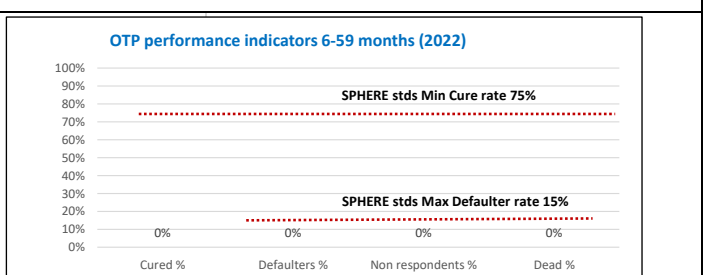 OTP performance indicators 6-59 months (2022)
100%
90%
SPHERE stds Min Cure rate 75%
80%
70%
60%
50%
40%
30%
SPHERE stds Max Defaulter rate 15%
20%
10%
0% 0% 0% 0%
0%
Cured % Defaulters % Non respondents % Dead %